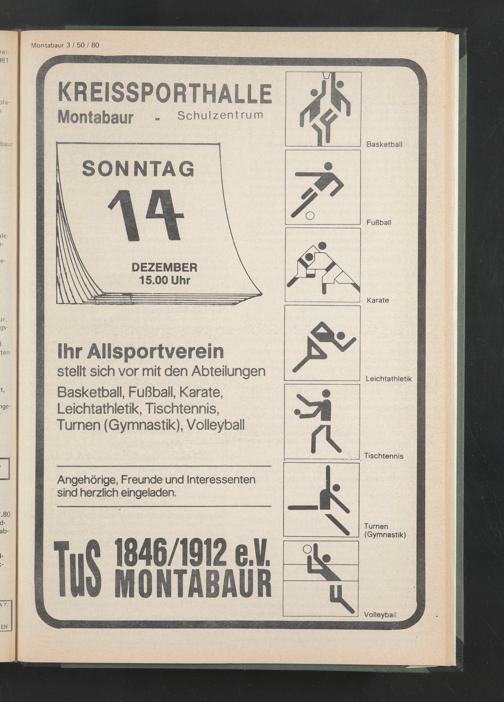 Montabaur 3 / 50 / 80
KREISSPORTHALLE
Montabaur - Schulzentrum
SONNTAG
14
DEZEMBER
15.00 Uhr
Ihr Allsportverein
stellt sich vor mit den Abteilungen
Basketball, Fußball, Karate,
Leichtathletik, Tischtennis,
Turnen (Gymnastik), Volleyball
Angehörige, Freunde und Interessenten
sind herzlich eingeladen.
TuS 1846/1912 e.V.
MONTABAUR
Basketball
Fußball
Karate
Leichtathletik
Tischtennis
Turnen
(Gymnastik)
Volleyball